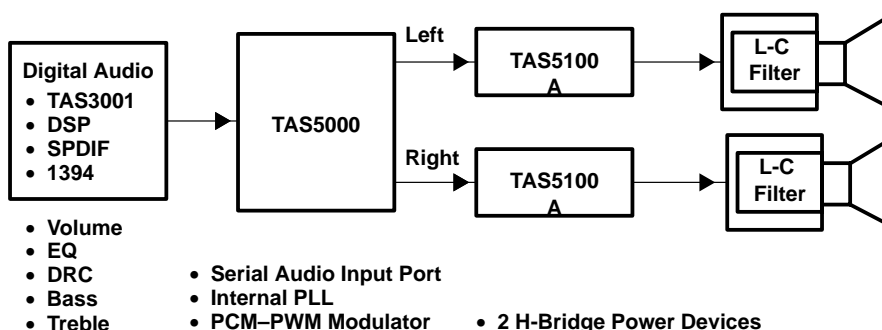 Digital Audio
• TAS3001
• DSP
• SPDIF
• 1394
TAS5000
Left
TAS5100
A
L-C
Filter
Right
TAS5100
A
L-C
Filter
• Volume
• EQ
• DRC
• Bass
• Treble
• Serial Audio Input Port
• Internal PLL
• PCM–PWM Modulator
• 2 H-Bridge Power Devices